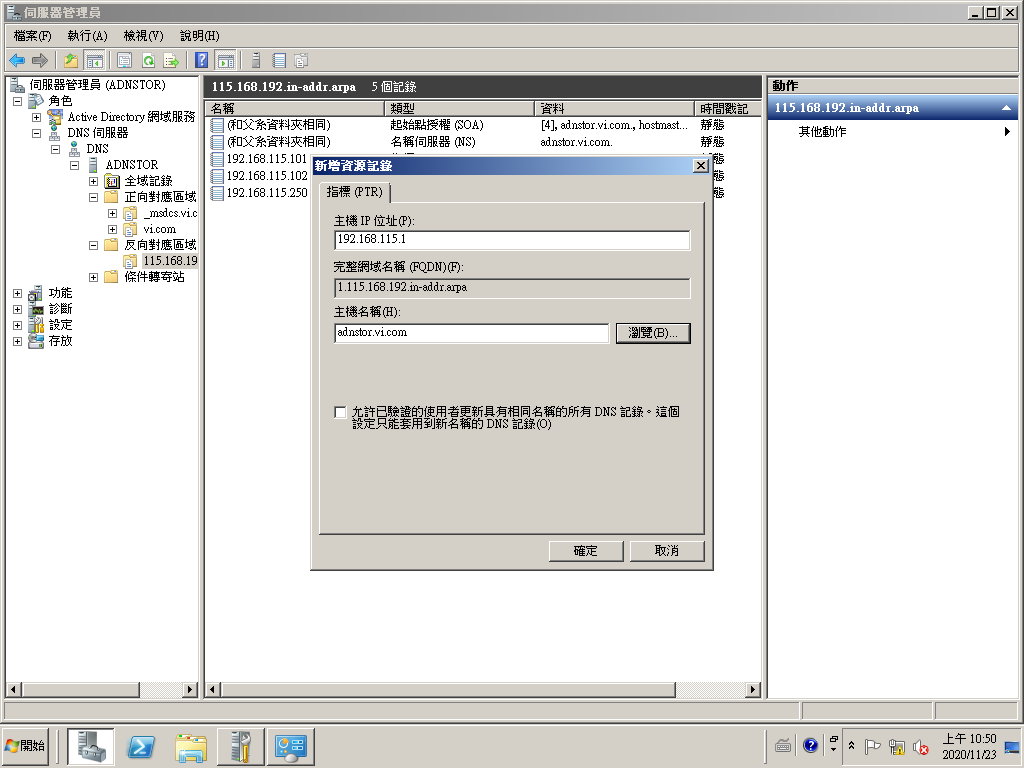 伺服器管理員
檔案(F) 執行(A) 檢視(V) 說明(H)
伺服器管理員 (ADNSTOR)
角色
Active Directory 網域服務
DNS 伺服器
DNS
ADNSTOR
全域記錄
正向對應區域
_msdcs.vi.c
vi.com
反向對應區域
115.168.19
條件轉寄站
功能
診斷
設定
存放
115.168.192.in-addr.arpa 5 個記錄
名稱 類型 資料 時間戳記
(和父系資料夾相同) 起始點授權 (SOA) [4], adnstor.vi.com., hostmast... 靜態
(和父系資料夾相同) 名稱伺服器 (NS) adnstor.vi.com. 靜態
192.168.115.101
192.168.115.102
192.168.115.250
新增資源記錄
指標 (PTR)
主機 IP 位址(P):
192.168.115.1
完整網域名稱 (FQDN)(F):
1.115.168.192.in-addr.arpa
主機名稱(H):
adnstor.vi.com 瀏覽(B)...
允許已驗證的使用者更新具有相同名稱的所有 DNS 記錄。這個
設定只能套用到新名稱的 DNS 記錄(O)
確定 取消
動作
115.168.192.in-addr.arpa
其他動作
開始
上午 10:50
2020/11/23